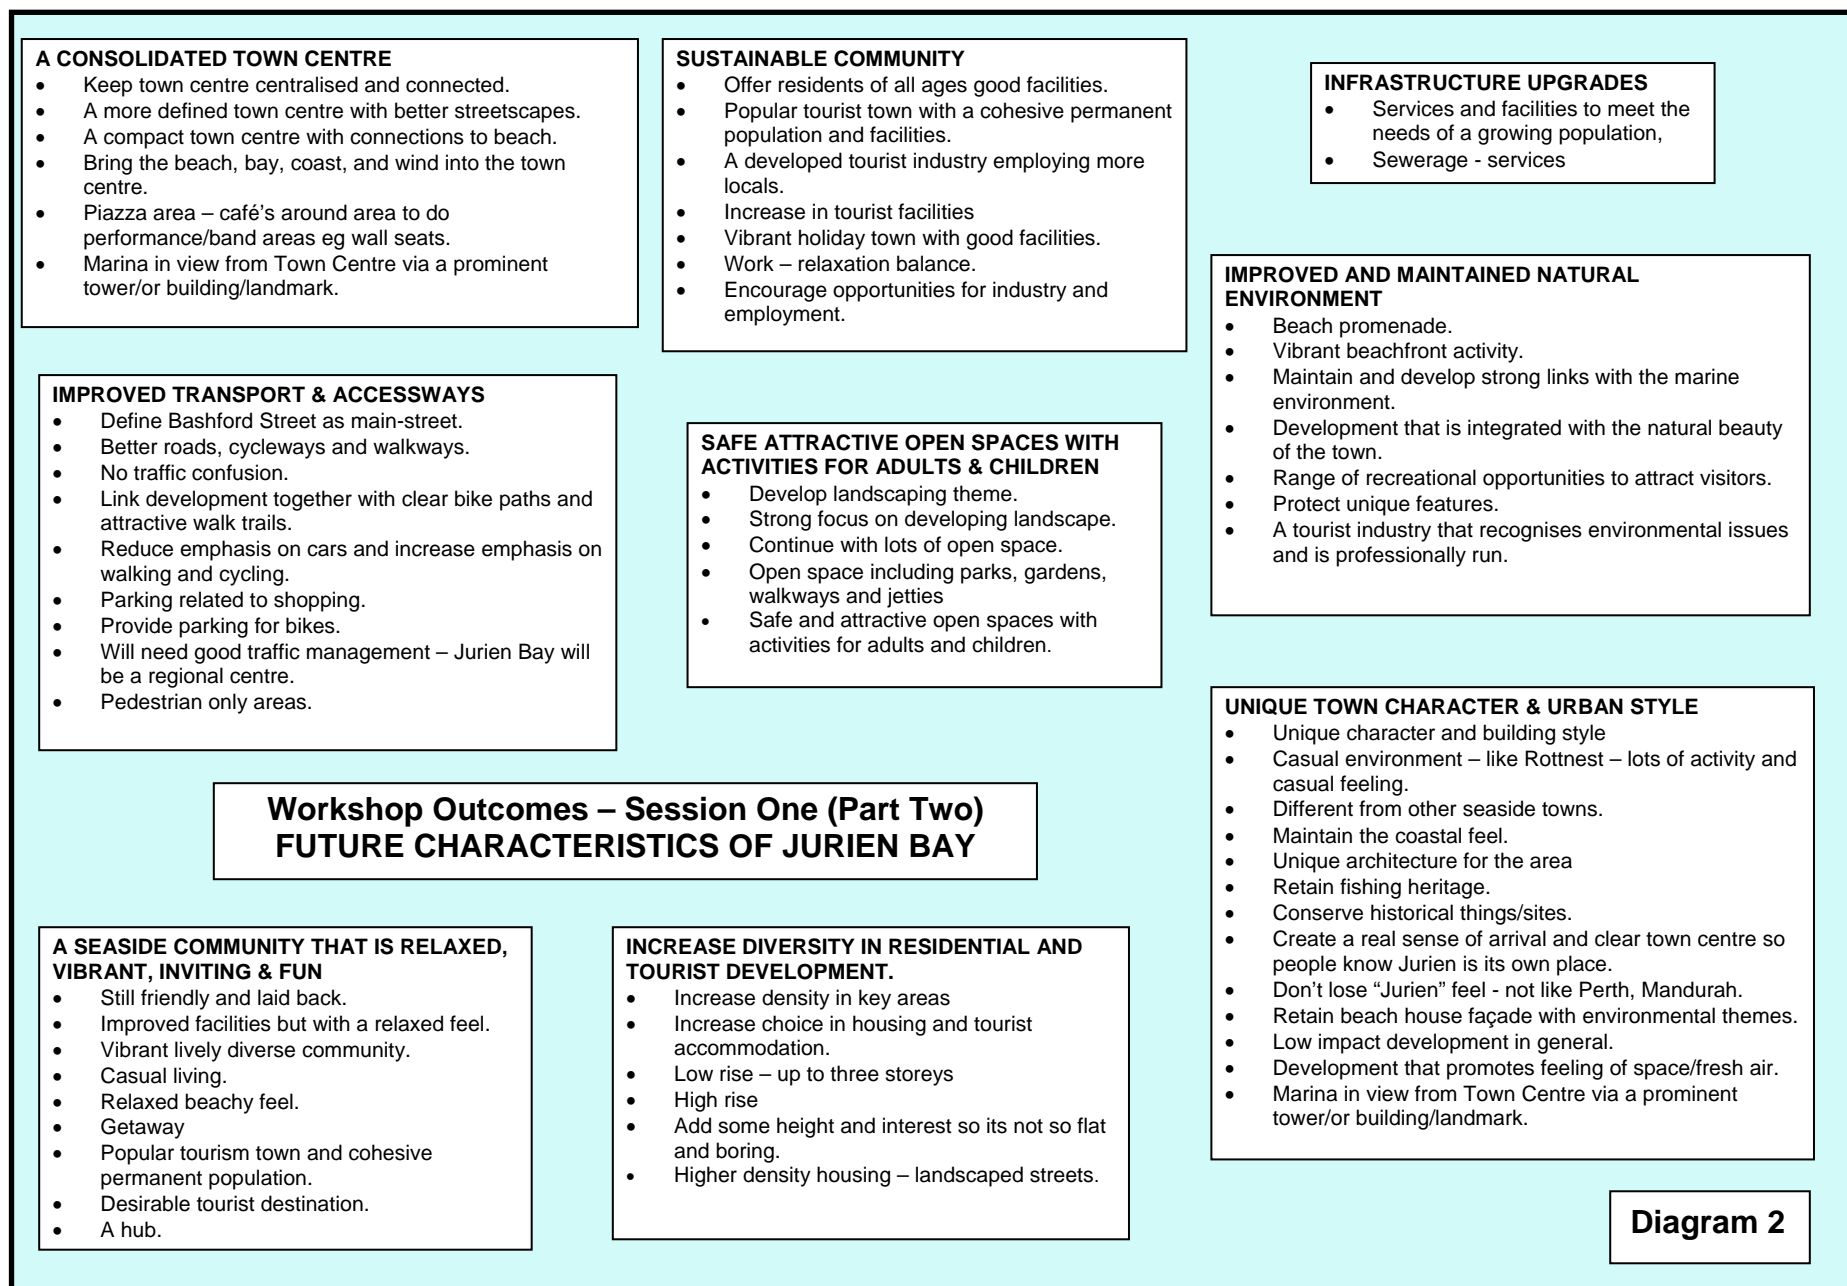 A CONSOLIDATED TOWN CENTRE
• Keep town centre centralised and connected.
• A more defined town centre with better streetscapes.
• A compact town centre with connections to beach.
• Bring the beach, bay, coast, and wind into the town
centre.
• Piazza area – café's around area to do
performance/band areas eg wall seats.
• Marina in view from Town Centre via a prominent
tower/or building/landmark.
SUSTAINABLE COMMUNITY
• Offer residents of all ages good facilities.
• Popular tourist town with a cohesive permanent
population and facilities.
• A developed tourist industry employing more
locals.
• Increase in tourist facilities
• Vibrant holiday town with good facilities.
• Work – relaxation balance.
• Encourage opportunities for industry and
employment.
INFRASTRUCTURE UPGRADES
• Services and facilities to meet the
needs of a growing population,
• Sewerage - services
IMPROVED AND MAINTAINED NATURAL
ENVIRONMENT
• Beach promenade.
• Vibrant beachfront activity.
• Maintain and develop strong links with the marine
environment.
• Development that is integrated with the natural beauty
of the town.
• Range of recreational opportunities to attract visitors.
• Protect unique features.
• A tourist industry that recognises environmental issues
and is professionally run.
IMPROVED TRANSPORT & ACCESSWAYS
• Define Bashford Street as main-street.
• Better roads, cycleways and walkways.
• No traffic confusion.
• Link development together with clear bike paths and
attractive walk trails.
• Reduce emphasis on cars and increase emphasis on
walking and cycling.
• Parking related to shopping.
• Provide parking for bikes.
• Will need good traffic management – Jurien Bay will
be a regional centre.
• Pedestrian only areas.
SAFE ATTRACTIVE OPEN SPACES WITH
ACTIVITIES FOR ADULTS & CHILDREN
• Develop landscaping theme.
• Strong focus on developing landscape.
• Continue with lots of open space.
• Open space including parks, gardens,
walkways and jetties
• Safe and attractive open spaces with
activities for adults and children.
UNIQUE TOWN CHARACTER & URBAN STYLE
• Unique character and building style
• Casual environment – like Rottnest – lots of activity and
casual feeling.
• Different from other seaside towns.
• Maintain the coastal feel.
• Unique architecture for the area
• Retain fishing heritage.
• Conserve historical things/sites.
• Create a real sense of arrival and clear town centre so
people know Jurien is its own place.
• Don't lose “Jurien” feel - not like Perth, Mandurah.
• Retain beach house façade with environmental themes.
• Low impact development in general.
• Development that promotes feeling of space/fresh air.
• Marina in view from Town Centre via a prominent
tower/or building/landmark.
Workshop Outcomes – Session One (Part Two)
FUTURE CHARACTERISTICS OF JURIEN BAY
A SEASIDE COMMUNITY THAT IS RELAXED,
VIBRANT, INVITING & FUN
• Still friendly and laid back.
• Improved facilities but with a relaxed feel.
• Vibrant lively diverse community.
• Casual living.
• Relaxed beachy feel.
• Getaway
• Popular tourism town and cohesive
permanent population.
• Desirable tourist destination.
• A hub.
INCREASE DIVERSITY IN RESIDENTIAL AND
TOURIST DEVELOPMENT.
• Increase density in key areas
• Increase choice in housing and tourist
accommodation.
• Low rise – up to three storeys
• High rise
• Add some height and interest so its not so flat
and boring.
• Higher density housing – landscaped streets.
Diagram 2